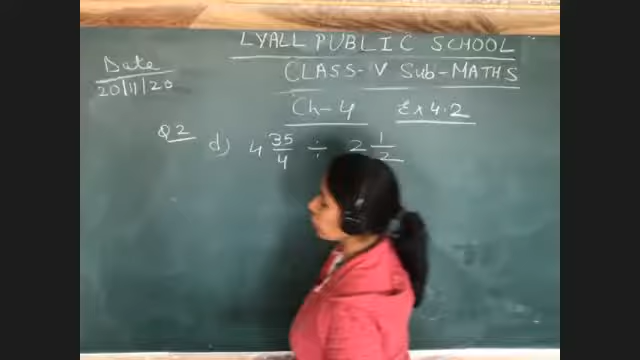 LYALL PUBLIC SCHOOL
Date
CLASS-V Sub-MATHS
20/11/20
Ch-4 Ex 4.2
Q2 d) 4 35/4 ÷ 2 1/2